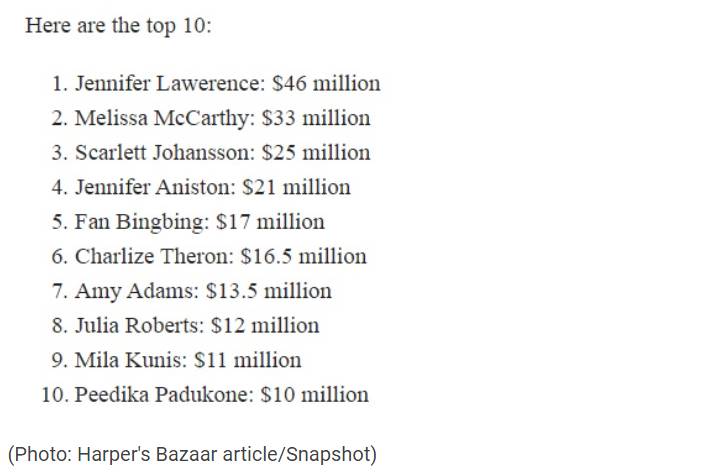 Here are the top 10:
1. Jennifer Lawerence: $46 million
2. Melissa McCarthy: $33 million
3. Scarlett Johansson: $25 million
4. Jennifer Aniston: $21 million
5. Fan Bingbing: $17 million
6. Charlize Theron: $16.5 million
7. Amy Adams: $13.5 million
8. Julia Roberts: $12 million
9. Mila Kunis: $11 million
10. Peedika Padukone: $10 million
(Photo: Harper's Bazaar article/Snapshot)